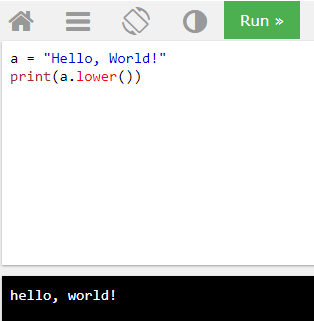 Run »
a = "Hello, World!"
print(a.lower())
hello, world!